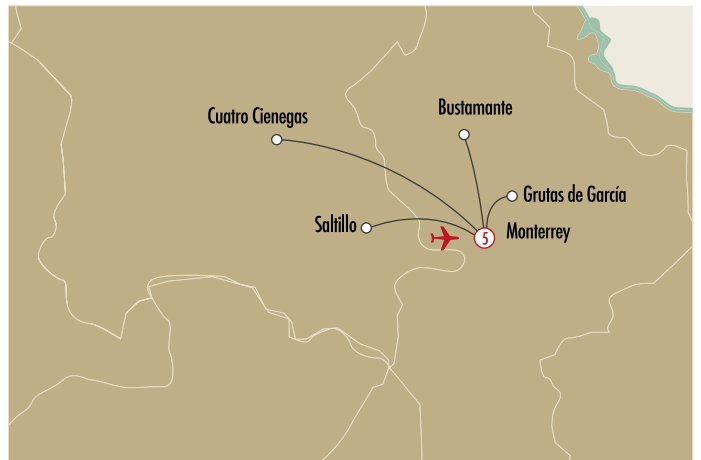 Bustamante
Cuatro Cienegas
Grutas de García
Saltillo
5
Monterrey